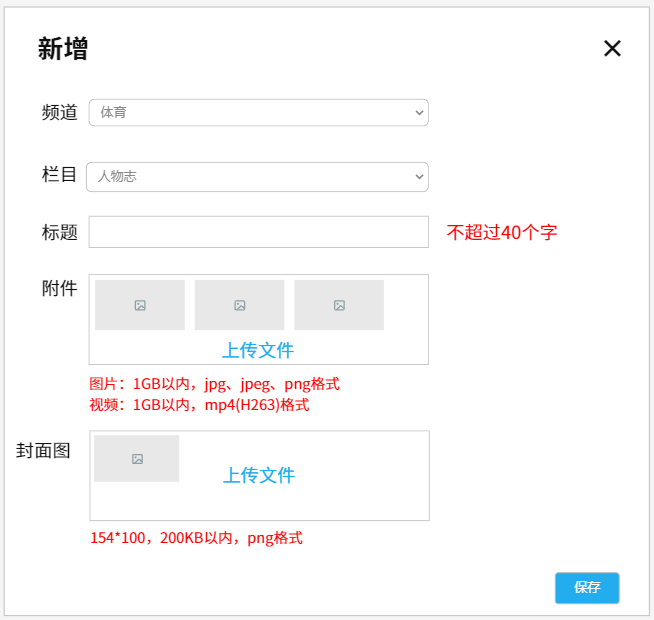 新增
频道 体育
栏目 人物志
标题 不超过40个字
附件
上传文件
图片：1GB以内，jpg、jpeg、png格式
视频：1GB以内，mp4(H263)格式
封面图
上传文件
154*100，200KB以内，png格式
保存